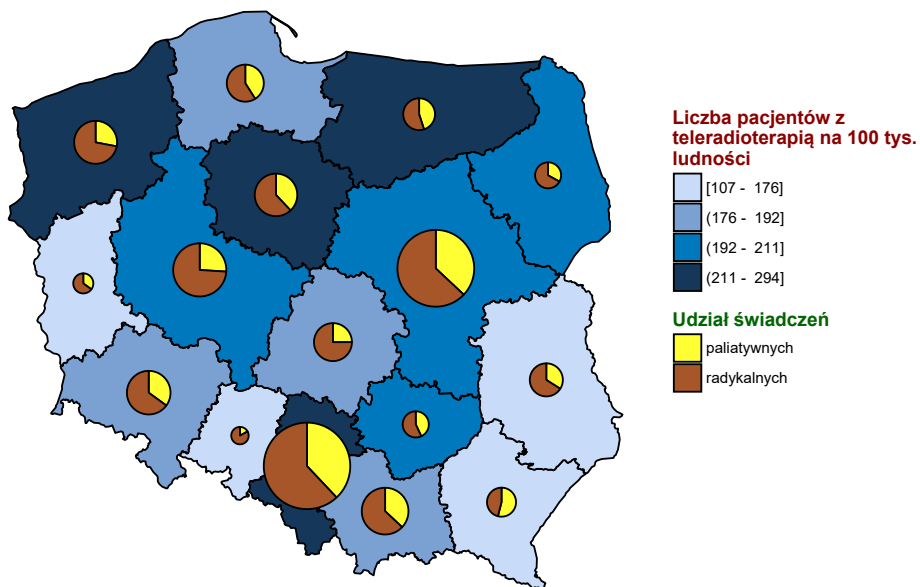 Liczba pacjentów z
teleradioterapią na 100 tys.
ludności
[107 -  176]
(176 -  192]
(192 -  211]
(211 -  294]
Udział świadczeń
paliatywnych
radykalnych